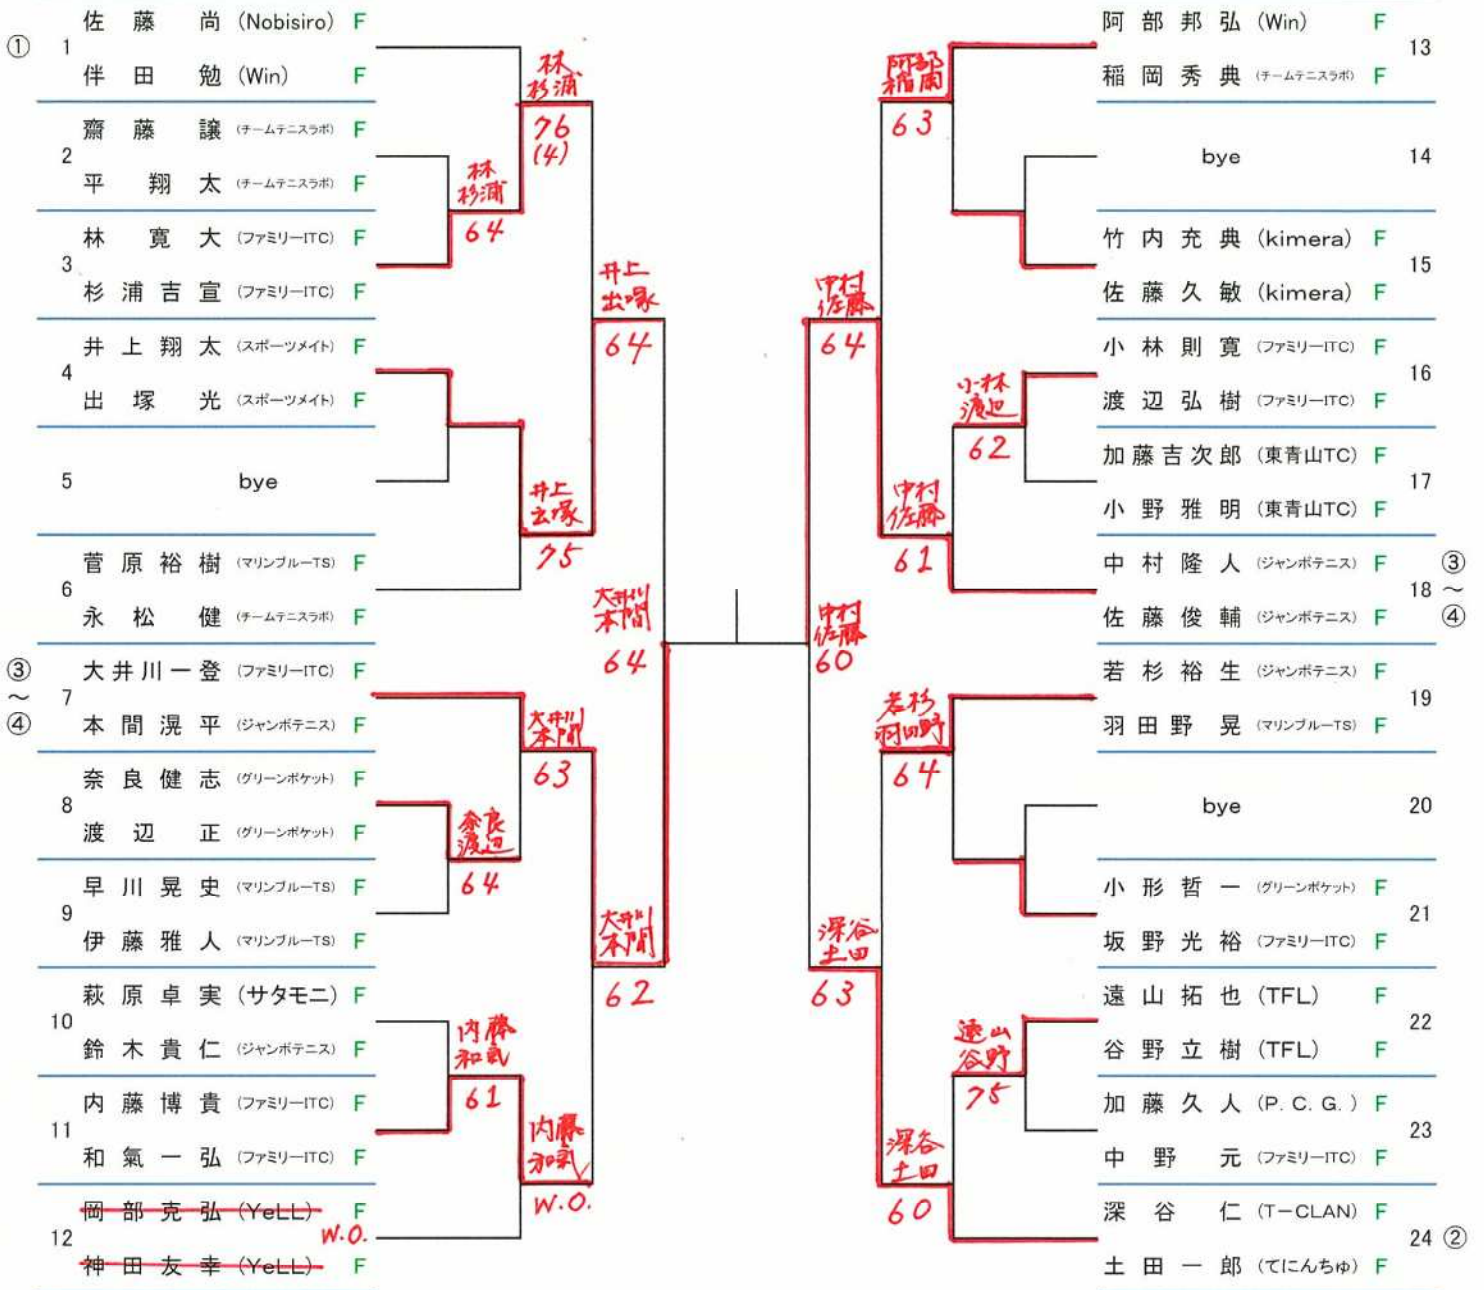 佐藤 尚 (Nobisiro) F
① 1
伴田 勉 (Win) F
齋藤 譲 (チームテニスラボ) F
2
平 翔太 (チームテニスラボ) F
林 寛大 (ファミリーITC) F
3
杉浦吉宣 (ファミリーITC) F
井上翔太 (スポーツメイト) F
4
出塚 光 (スポーツメイト) F
5 bye
菅原裕樹 (マリンブルーTS) F
6
永松 健 (チームテニスラボ) F
大井川一登 (ファミリーITC) F
③～④ 7
本間滉平 (ジャンボテニス) F
奈良健志 (グリーンポケット) F
8
渡辺 正 (グリーンポケット) F
早川晃史 (マリンブルーTS) F
9
伊藤雅人 (マリンブルーTS) F
萩原卓実 (サタモニ) F
10
鈴木貴仁 (ジャンボテニス) F
内藤博貴 (ファミリーITC) F
11
和氣一弘 (ファミリーITC) F
岡部克弘 (YeLL) F
12 W.O.
神田友幸 (YeLL) F
林
杉浦
64
奈良
渡辺
64
内藤
和氣
61
林
杉浦
76
(4)
井上
出塚
75
大井川
本間
63
内藤
和氣
W.O.
井上
出塚
64
大井川
本間
62
大井川
本間
64
中村
佐藤
60
中村
佐藤
64
深谷
土田
63
阿部
稲岡
63
中村
佐藤
61
若杉
羽田野
64
深谷
土田
60
小林
渡辺
62
遠山
谷野
75
阿部邦弘 (Win) F
13
稲岡秀典 (チームテニスラボ) F
bye 14
竹内充典 (kimera) F
15
佐藤久敏 (kimera) F
小林則寛 (ファミリーITC) F
16
渡辺弘樹 (ファミリーITC) F
加藤吉次郎 (東青山TC) F
17
小野雅明 (東青山TC) F
中村隆人 (ジャンボテニス) F
18 ③～④
佐藤俊輔 (ジャンボテニス) F
若杉裕生 (ジャンボテニス) F
19
羽田野 晃 (マリンブルーTS) F
bye 20
小形哲一 (グリーンポケット) F
21
坂野光裕 (ファミリーITC) F
遠山拓也 (TFL) F
22
谷野立樹 (TFL) F
加藤久人 (P.C.G.) F
23
中野 元 (ファミリーITC) F
深谷 仁 (T－CLAN) F
24 ②
土田一郎 (てにんちゅ) F